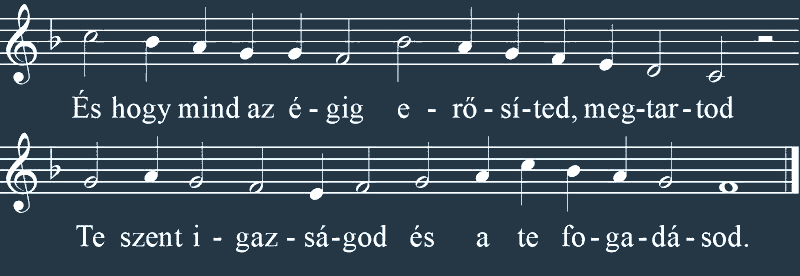 És hogy mind az é - gig e - rő - sí-ted, meg-tar-tod
Te szent i - gaz - sá-god és a te fo-ga-dá-sod.